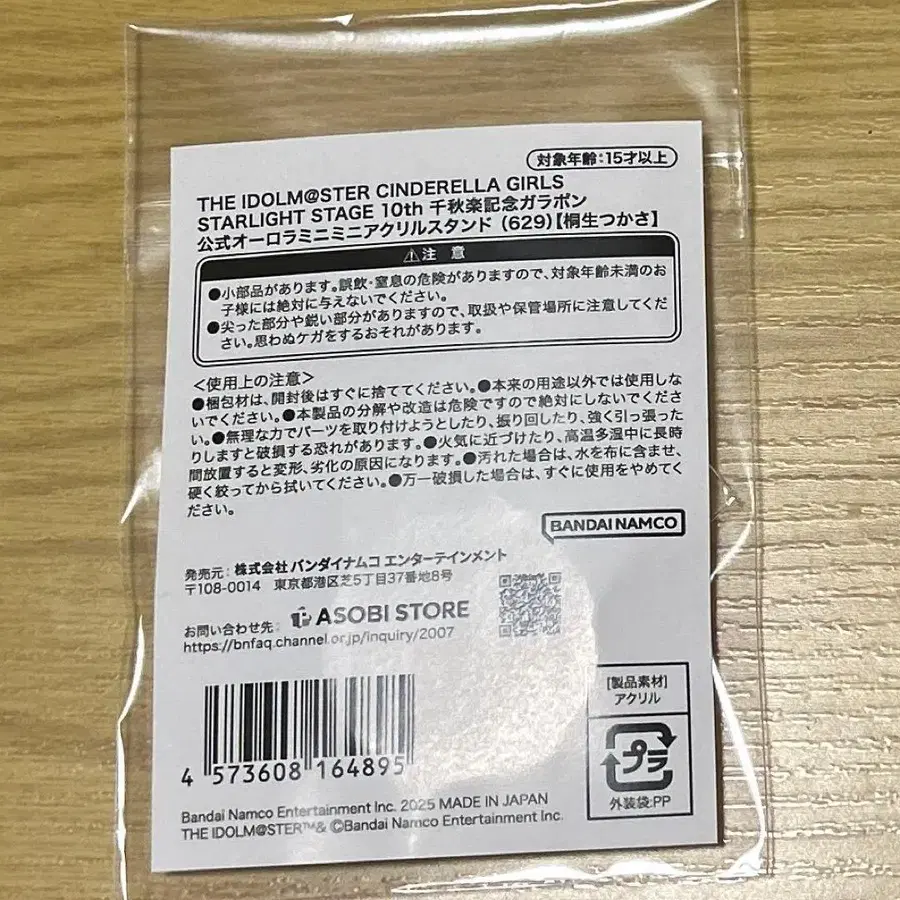 対象年齢:15才以上
THE IDOLM@STER CINDERELLA GIRLS
STARLIGHT STAGE 10th 千秋楽記念ガラポン
公式オーロラミニミニアクリルスタンド（629）【桐生つかさ】
⚠注 意
●小部品があります。誤飲・窒息の危険がありますので、対象年齢未満のお
子様には絶対に与えないでください。
●尖った部分や鋭い部分がありますので、取扱や保管場所に注意してくだ
さい。思わぬケガをするおそれがあります。
＜使用上の注意＞
●梱包材は、開封後はすぐに捨ててください。●本来の用途以外では使用しな
いでください。●本製品の分解や改造は危険ですので絶対にしないでくださ
い。●無理な力でパーツを取り付けようとしたり、振り回したり、強く引っ張った
りしますと破損する恐れがあります。●火気に近づけたり、高温多湿中に長時
間放置すると変形、劣化の原因になります。●汚れた場合は、水を布に含ませ、
硬く絞ってから拭いてください。●万一破損した場合は、すぐに使用をやめてく
ださい。
BANDAI NAMCO
発売元：株式会社 バンダイナムコ エンターテインメント
〒108-0014 東京都港区芝5丁目37番地8号
お問い合わせ先： ASOBI STORE
https://bnfaq.channel.or.jp/inquiry/2007
[製品素材]
アクリル
プラ
外装袋:PP
4 573608 164895
Bandai Namco Entertainment Inc. 2025 MADE IN JAPAN
THE IDOLM@STER™& ©Bandai Namco Entertainment Inc.